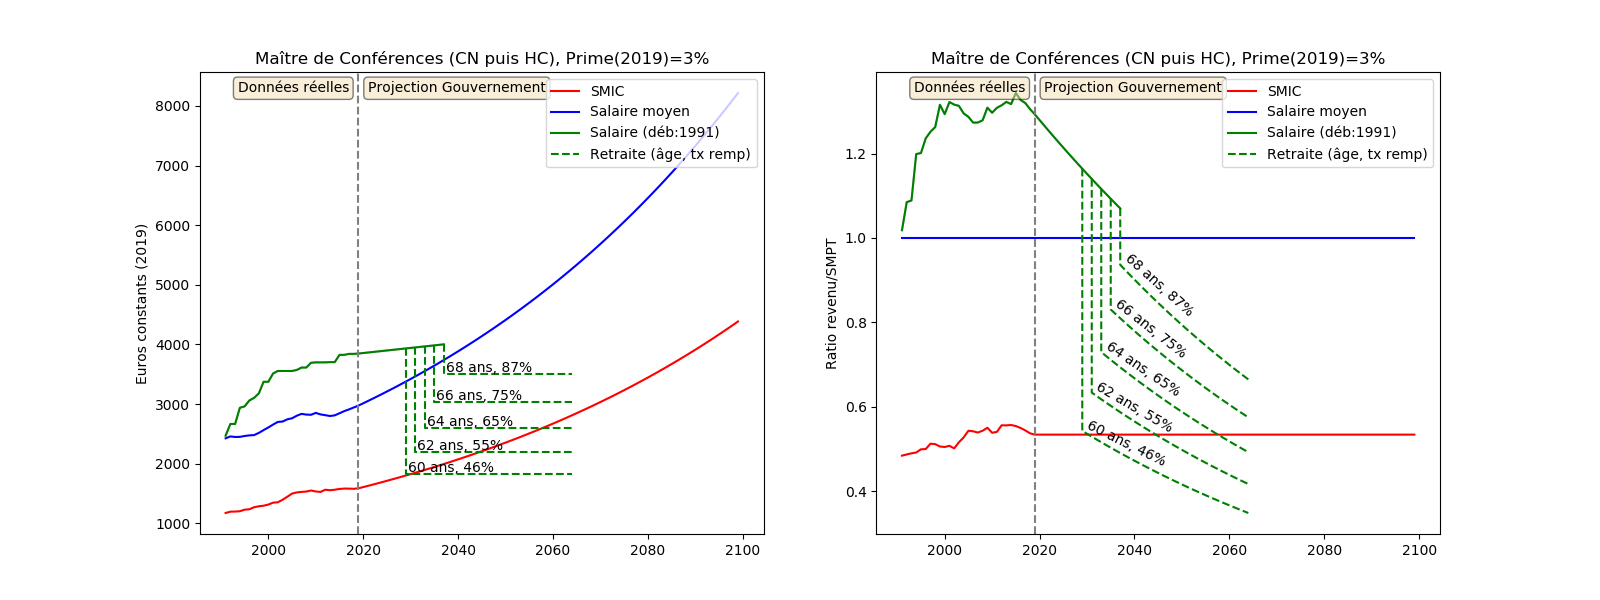 Maître de Conférences (CN puis HC), Prime(2019)=3%
Données réelles
Projection Gouvernement
SMIC
Salaire moyen
Salaire (déb:1991)
Retraite (âge, tx remp)
Euros constants (2019)
8000
7000
6000
5000
4000
3000
2000
1000
68 ans, 87%
66 ans, 75%
64 ans, 65%
62 ans, 55%
60 ans, 46%
2000 2020 2040 2060 2080 2100
Maître de Conférences (CN puis HC), Prime(2019)=3%
Données réelles
Projection Gouvernement
SMIC
Salaire moyen
Salaire (déb:1991)
Retraite (âge, tx remp)
Ratio revenu/SMPT
1.2
1.0
0.8
0.6
0.4
68 ans, 87%
66 ans, 75%
64 ans, 65%
62 ans, 55%
60 ans, 46%
2000 2020 2040 2060 2080 2100